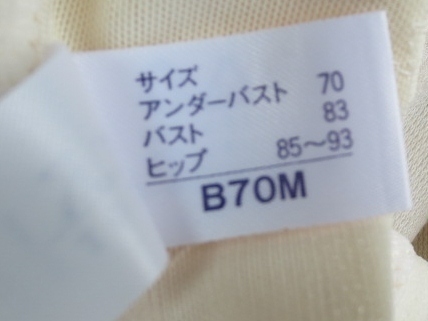 サイズ
アンダーバスト 70
バスト 83
ヒップ 85～93
B70M